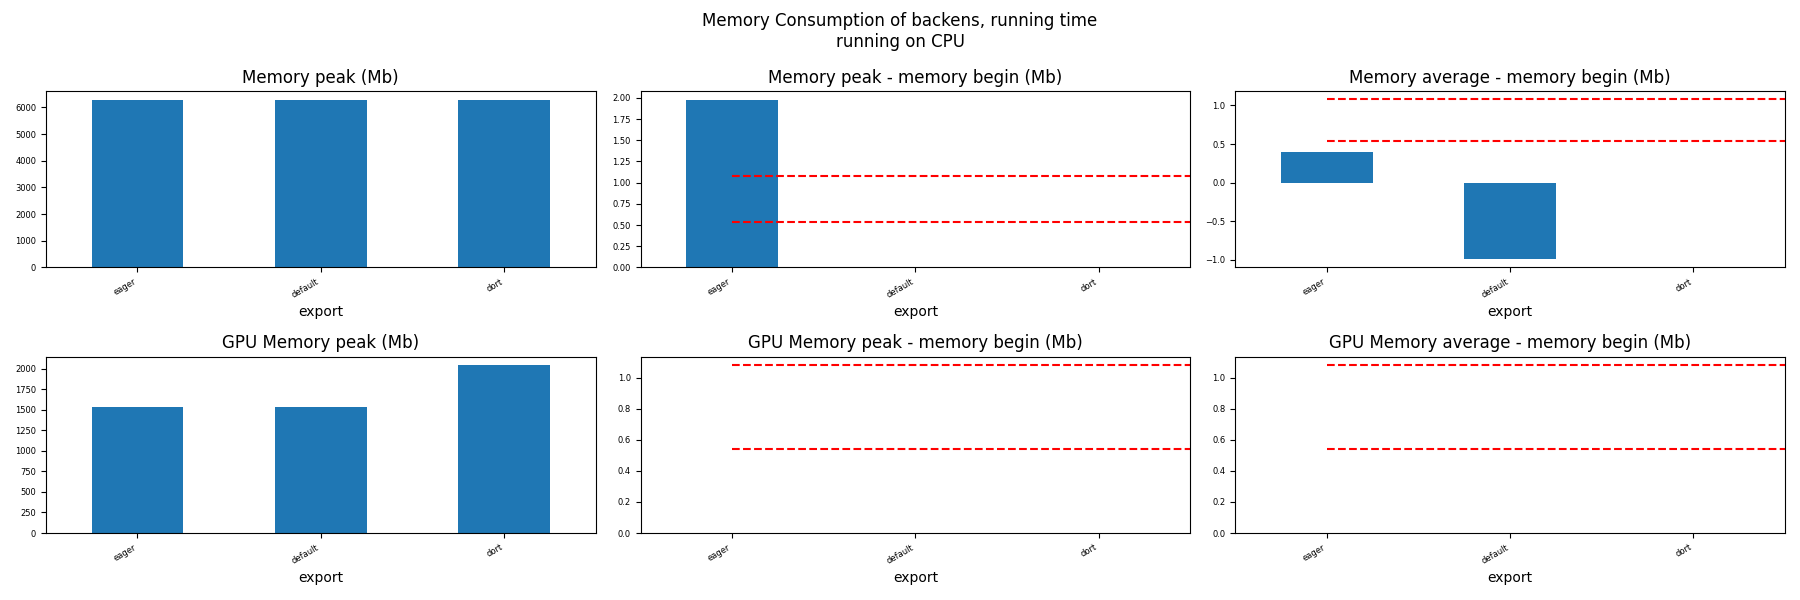 Memory Consumption of backens, running time
running on CPU
Memory peak (Mb)
6000
5000
4000
3000
2000
1000
0
eager
default
dort
export
Memory peak - memory begin (Mb)
2.00
1.75
1.50
1.25
1.00
0.75
0.50
0.25
0.00
eager
default
dort
export
Memory average - memory begin (Mb)
1.0
0.5
0.0
−0.5
−1.0
eager
default
dort
export
GPU Memory peak (Mb)
2000
1750
1500
1250
1000
750
500
250
0
eager
default
dort
export
GPU Memory peak - memory begin (Mb)
1.0
0.8
0.6
0.4
0.2
0.0
eager
default
dort
export
GPU Memory average - memory begin (Mb)
1.0
0.8
0.6
0.4
0.2
0.0
eager
default
dort
export